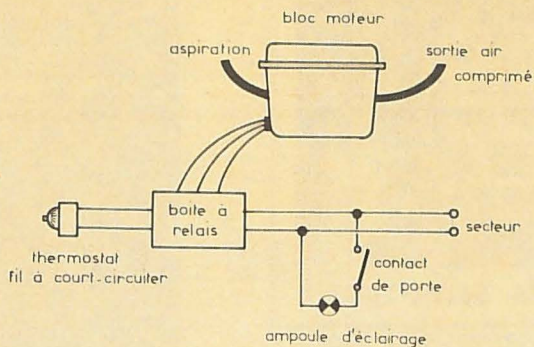 bloc moteur
aspiration
sortie air
comprimé
boite à
relais
secteur
thermostat
fil à court-circuiter
contact
de porte
ampoule d'éclairage